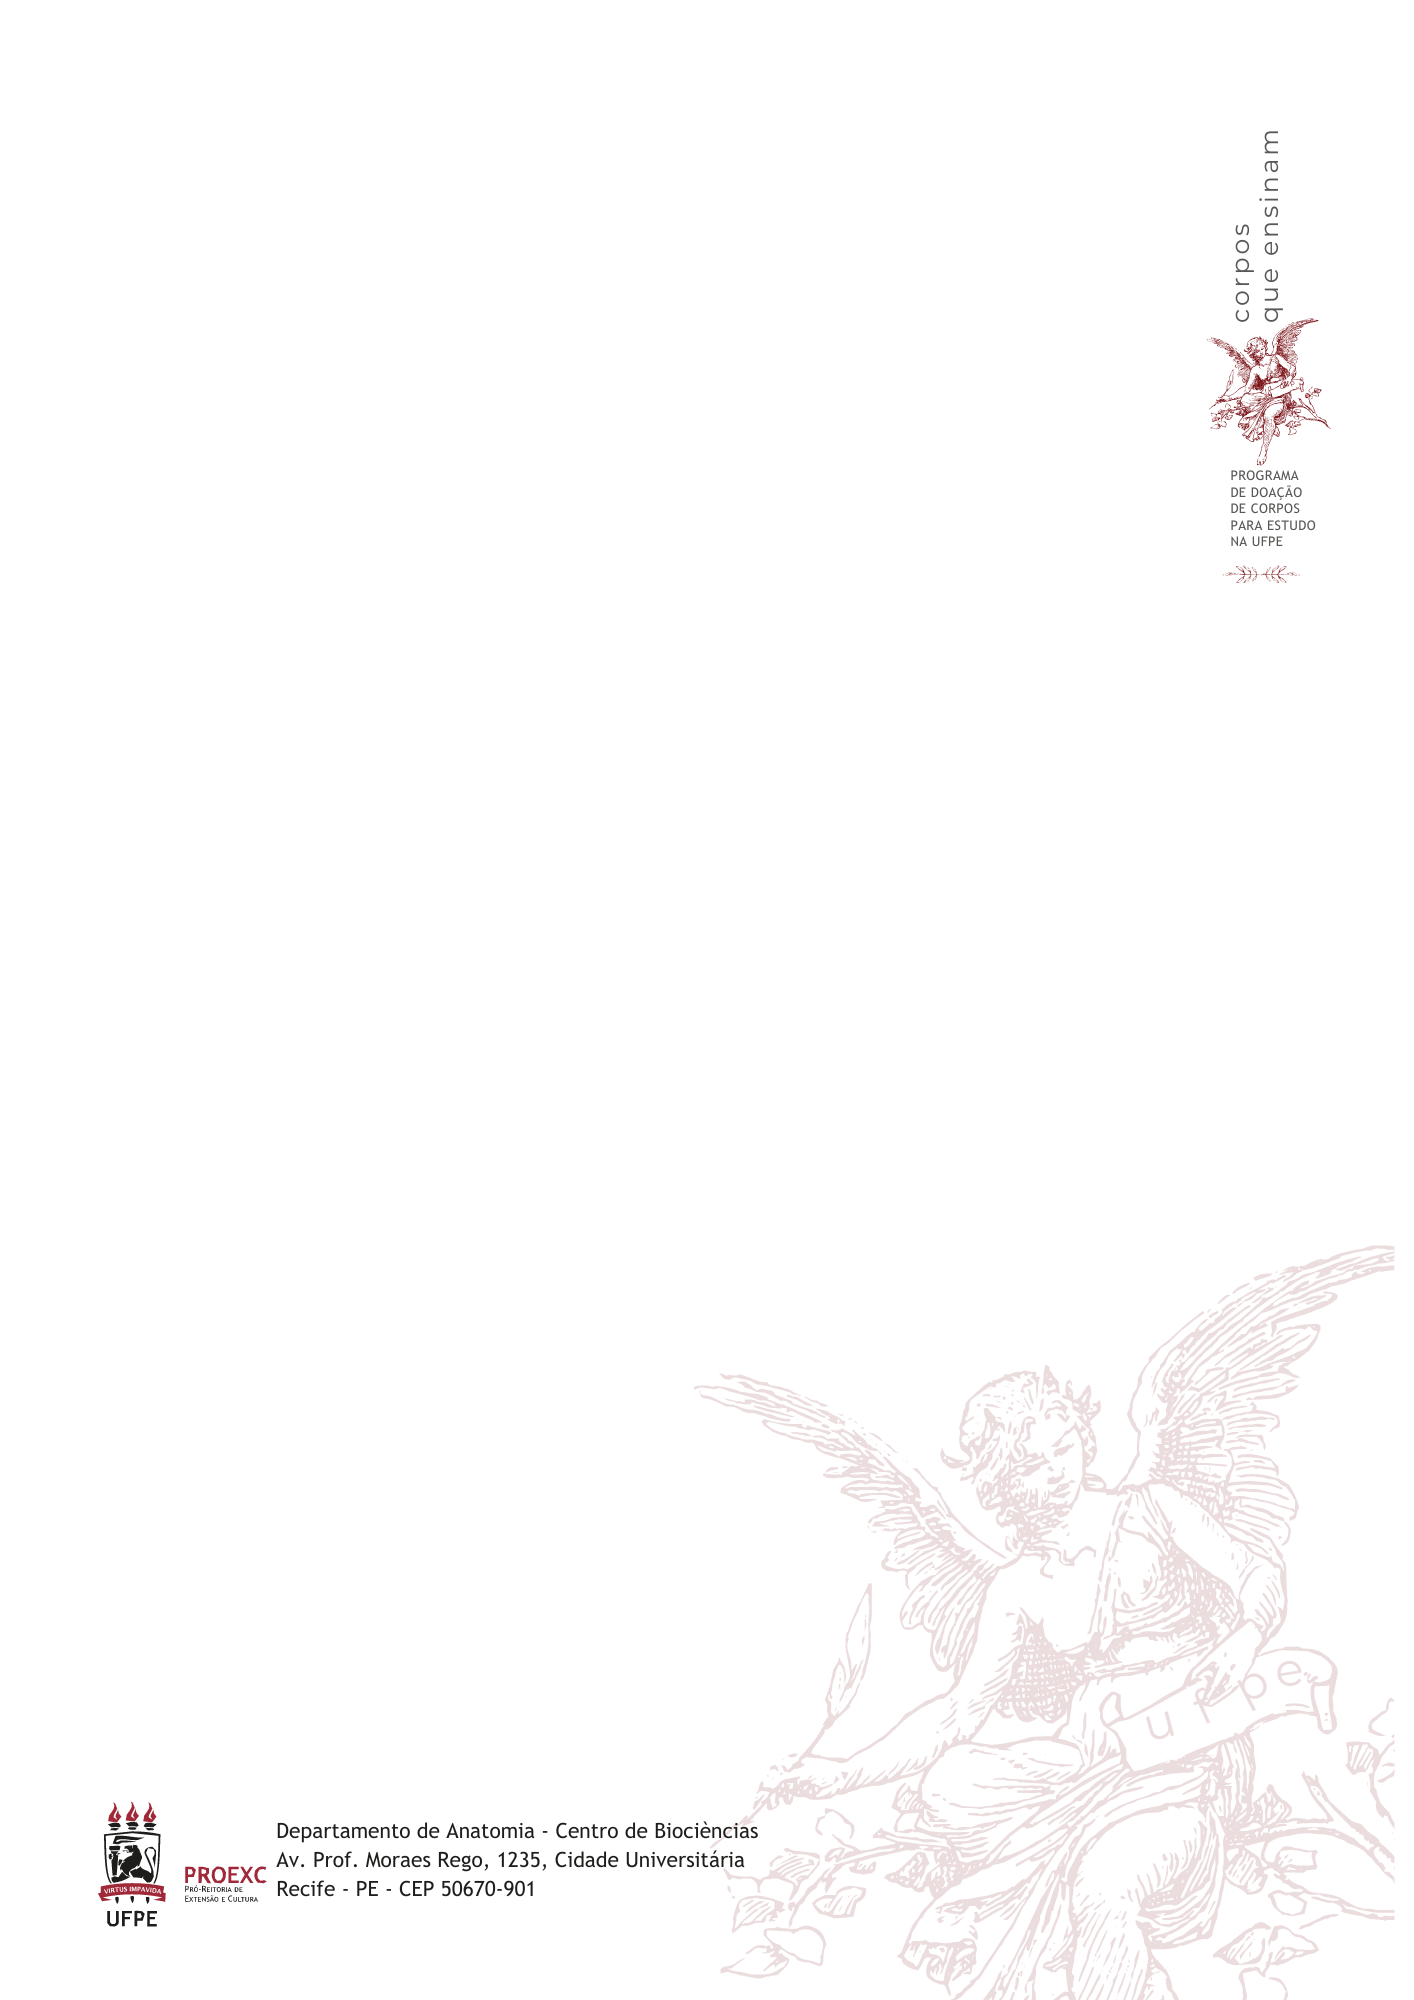 corpos
que ensinam
PROGRAMA
DE DOAÇÃO
DE CORPOS
PARA ESTUDO
NA UFPE
ufpe
VIRTUS IMPAVIDA
UFPE
PROEXC
PRÓ-REITORIA DE
EXTENSÃO E CULTURA
Departamento de Anatomia - Centro de Biociències
Av. Prof. Moraes Rego, 1235, Cidade Universitária
Recife - PE - CEP 50670-901